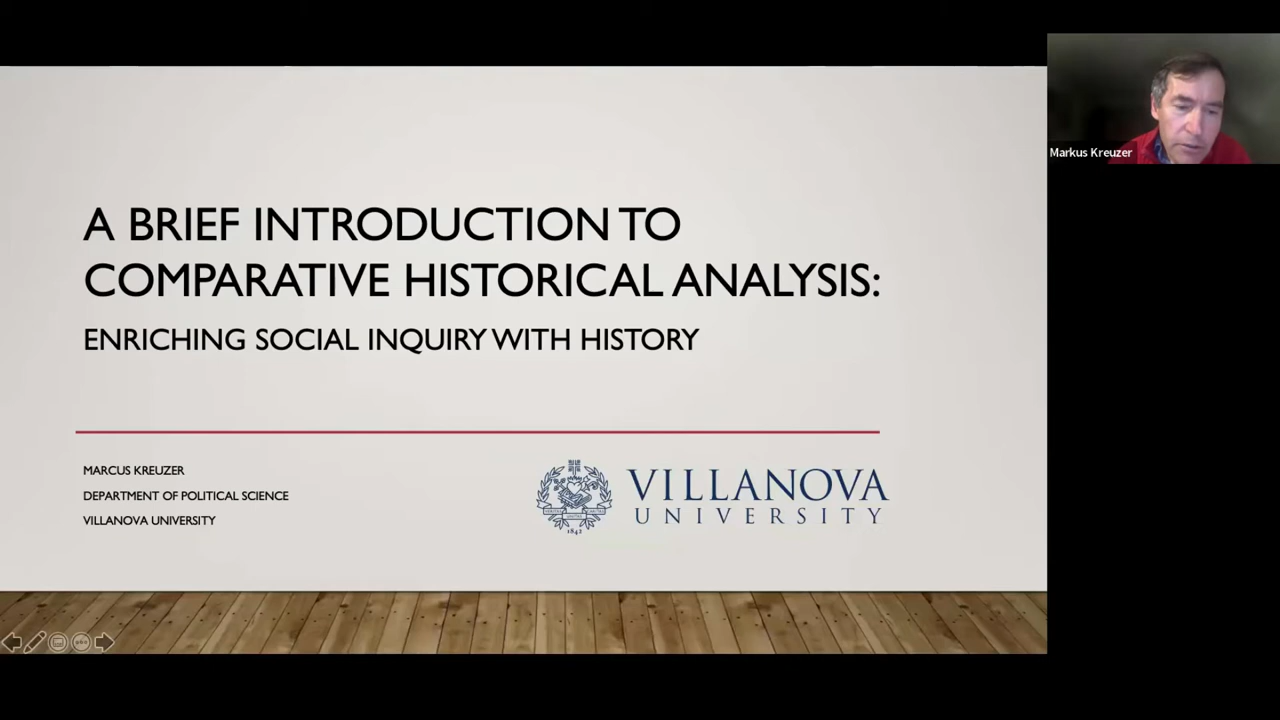 A BRIEF INTRODUCTION TO
COMPARATIVE HISTORICAL ANALYSIS:
ENRICHING SOCIAL INQUIRY WITH HISTORY
MARCUS KREUZER
DEPARTMENT OF POLITICAL SCIENCE
VILLANOVA UNIVERSITY
VILLANOVA
UNIVERSITY
1842
Markus Kreuzer